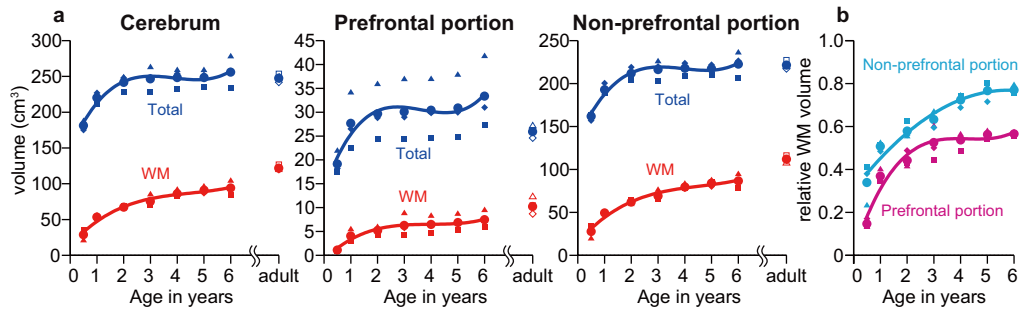 a
Cerebrum
Prefrontal portion
Non-prefrontal portion
b
volume (cm³)
300
250
200
150
100
50
0
Total
WM
0 1 2 3 4 5 6 adult
Age in years
45
40
35
30
25
20
15
10
5
0
Total
WM
0 1 2 3 4 5 6 adult
Age in years
250
200
150
100
50
0
Total
WM
0 1 2 3 4 5 6 adult
Age in years
relative WM volume
1.0
0.8
0.6
0.4
0.2
0
Non-prefrontal portion
Prefrontal portion
0 1 2 3 4 5 6
Age in years